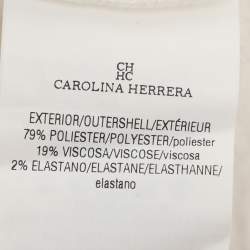 CH
HC
CAROLINA HERRERA
EXTERIOR/OUTERSHELL/EXTÉRIEUR
79% POLIESTER/POLYESTER/poliester
19% VISCOSA/VISCOSE/viscosa
2% ELASTANO/ELASTANE/ELASTHANNE/
elastano